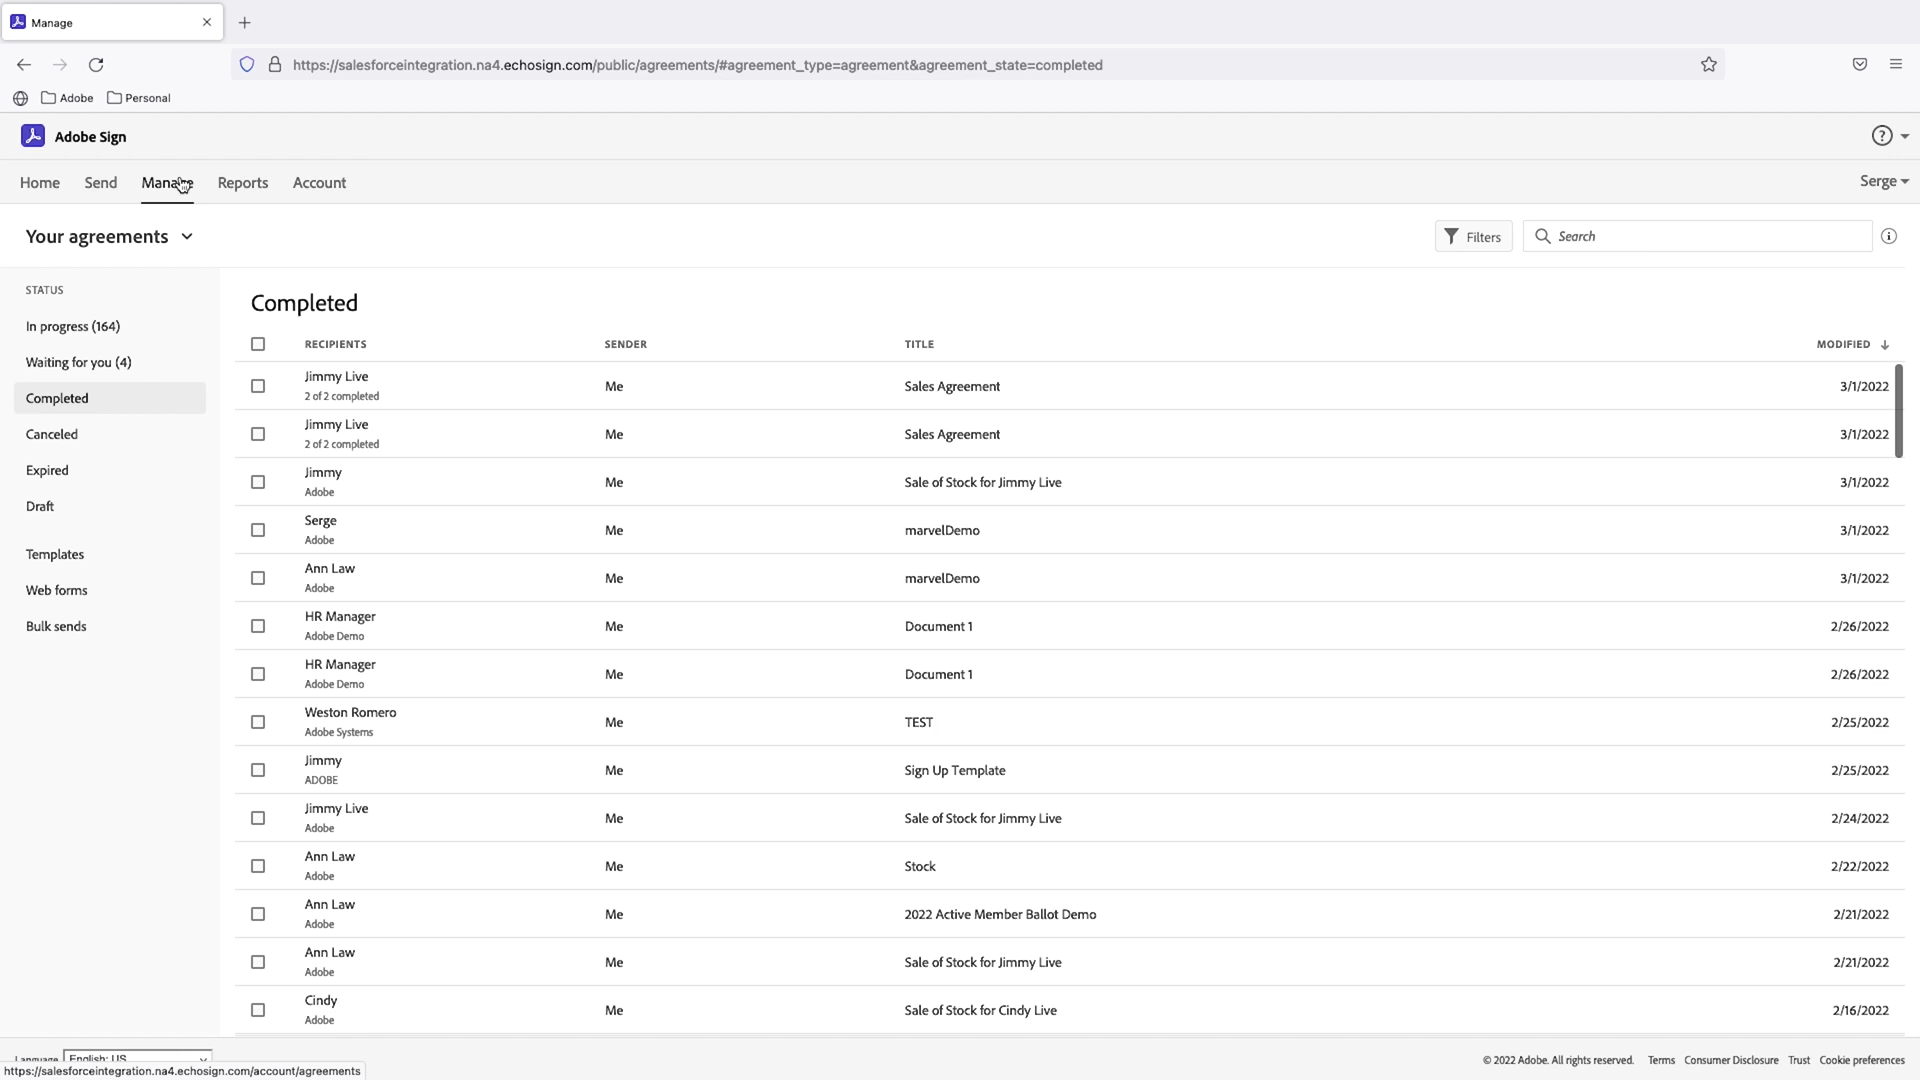 Manage
https://salesforceintegration.na4.echosign.com/public/agreements/#agreement_type=agreement&agreement_state=completed
Adobe Personal
Adobe Sign
Home Send Manage Reports Account Serge
Your agreements Filters Search
STATUS
In progress (164)
Waiting for you (4)
Completed
Canceled
Expired
Draft
Templates
Web forms
Bulk sends
Completed
RECIPIENTS SENDER TITLE MODIFIED
Jimmy Live
2 of 2 completed
Me Sales Agreement 3/1/2022
Jimmy Live
2 of 2 completed
Me Sales Agreement 3/1/2022
Jimmy
Adobe
Me Sale of Stock for Jimmy Live 3/1/2022
Serge
Adobe
Me marvelDemo 3/1/2022
Ann Law
Adobe
Me marvelDemo 3/1/2022
HR Manager
Adobe Demo
Me Document 1 2/26/2022
HR Manager
Adobe Demo
Me Document 1 2/26/2022
Weston Romero
Adobe Systems
Me TEST 2/25/2022
Jimmy
ADOBE
Me Sign Up Template 2/25/2022
Jimmy Live
Adobe
Me Sale of Stock for Jimmy Live 2/24/2022
Ann Law
Adobe
Me Stock 2/22/2022
Ann Law
Adobe
Me 2022 Active Member Ballot Demo 2/21/2022
Ann Law
Adobe
Me Sale of Stock for Jimmy Live 2/21/2022
Cindy
Adobe
Me Sale of Stock for Cindy Live 2/16/2022
Language English: US
© 2022 Adobe. All rights reserved. Terms Consumer Disclosure Trust Cookie preferences
https://salesforceintegration.na4.echosign.com/account/agreements